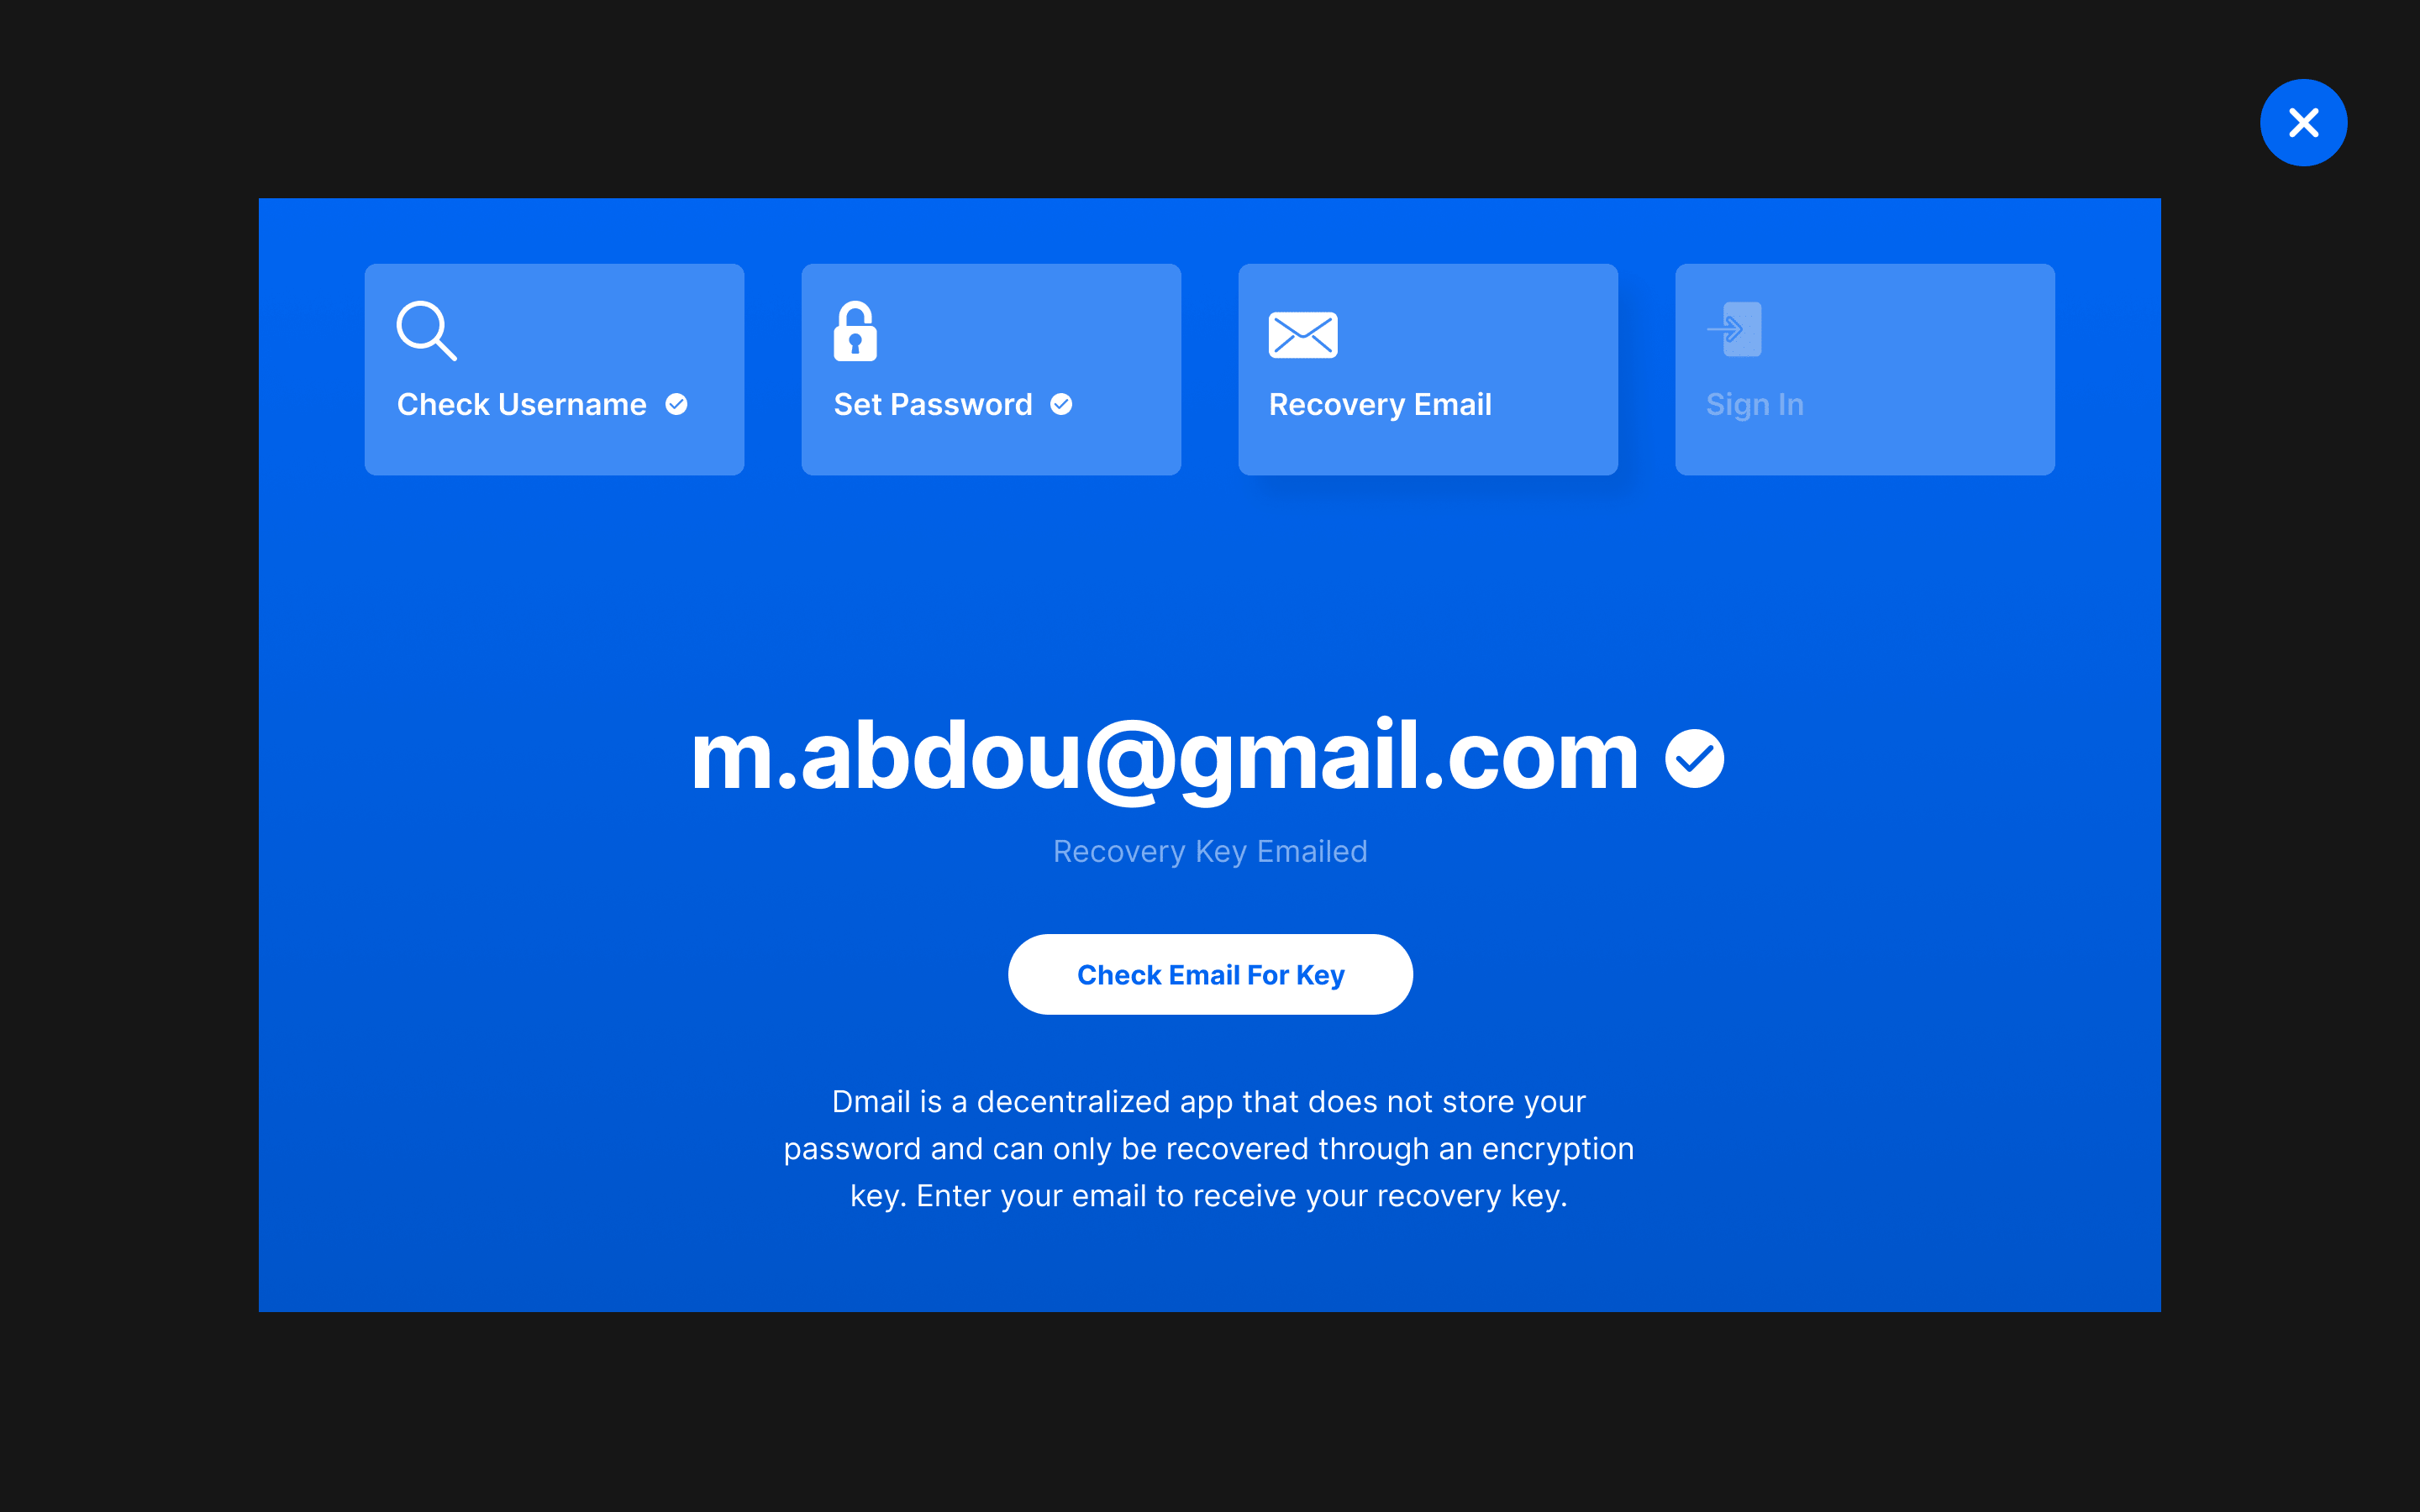 Check Username
Set Password
Recovery Email
Sign In
m.abdou@gmail.com
Recovery Key Emailed
Check Email For Key
Dmail is a decentralized app that does not store your
password and can only be recovered through an encryption
key. Enter your email to receive your recovery key.